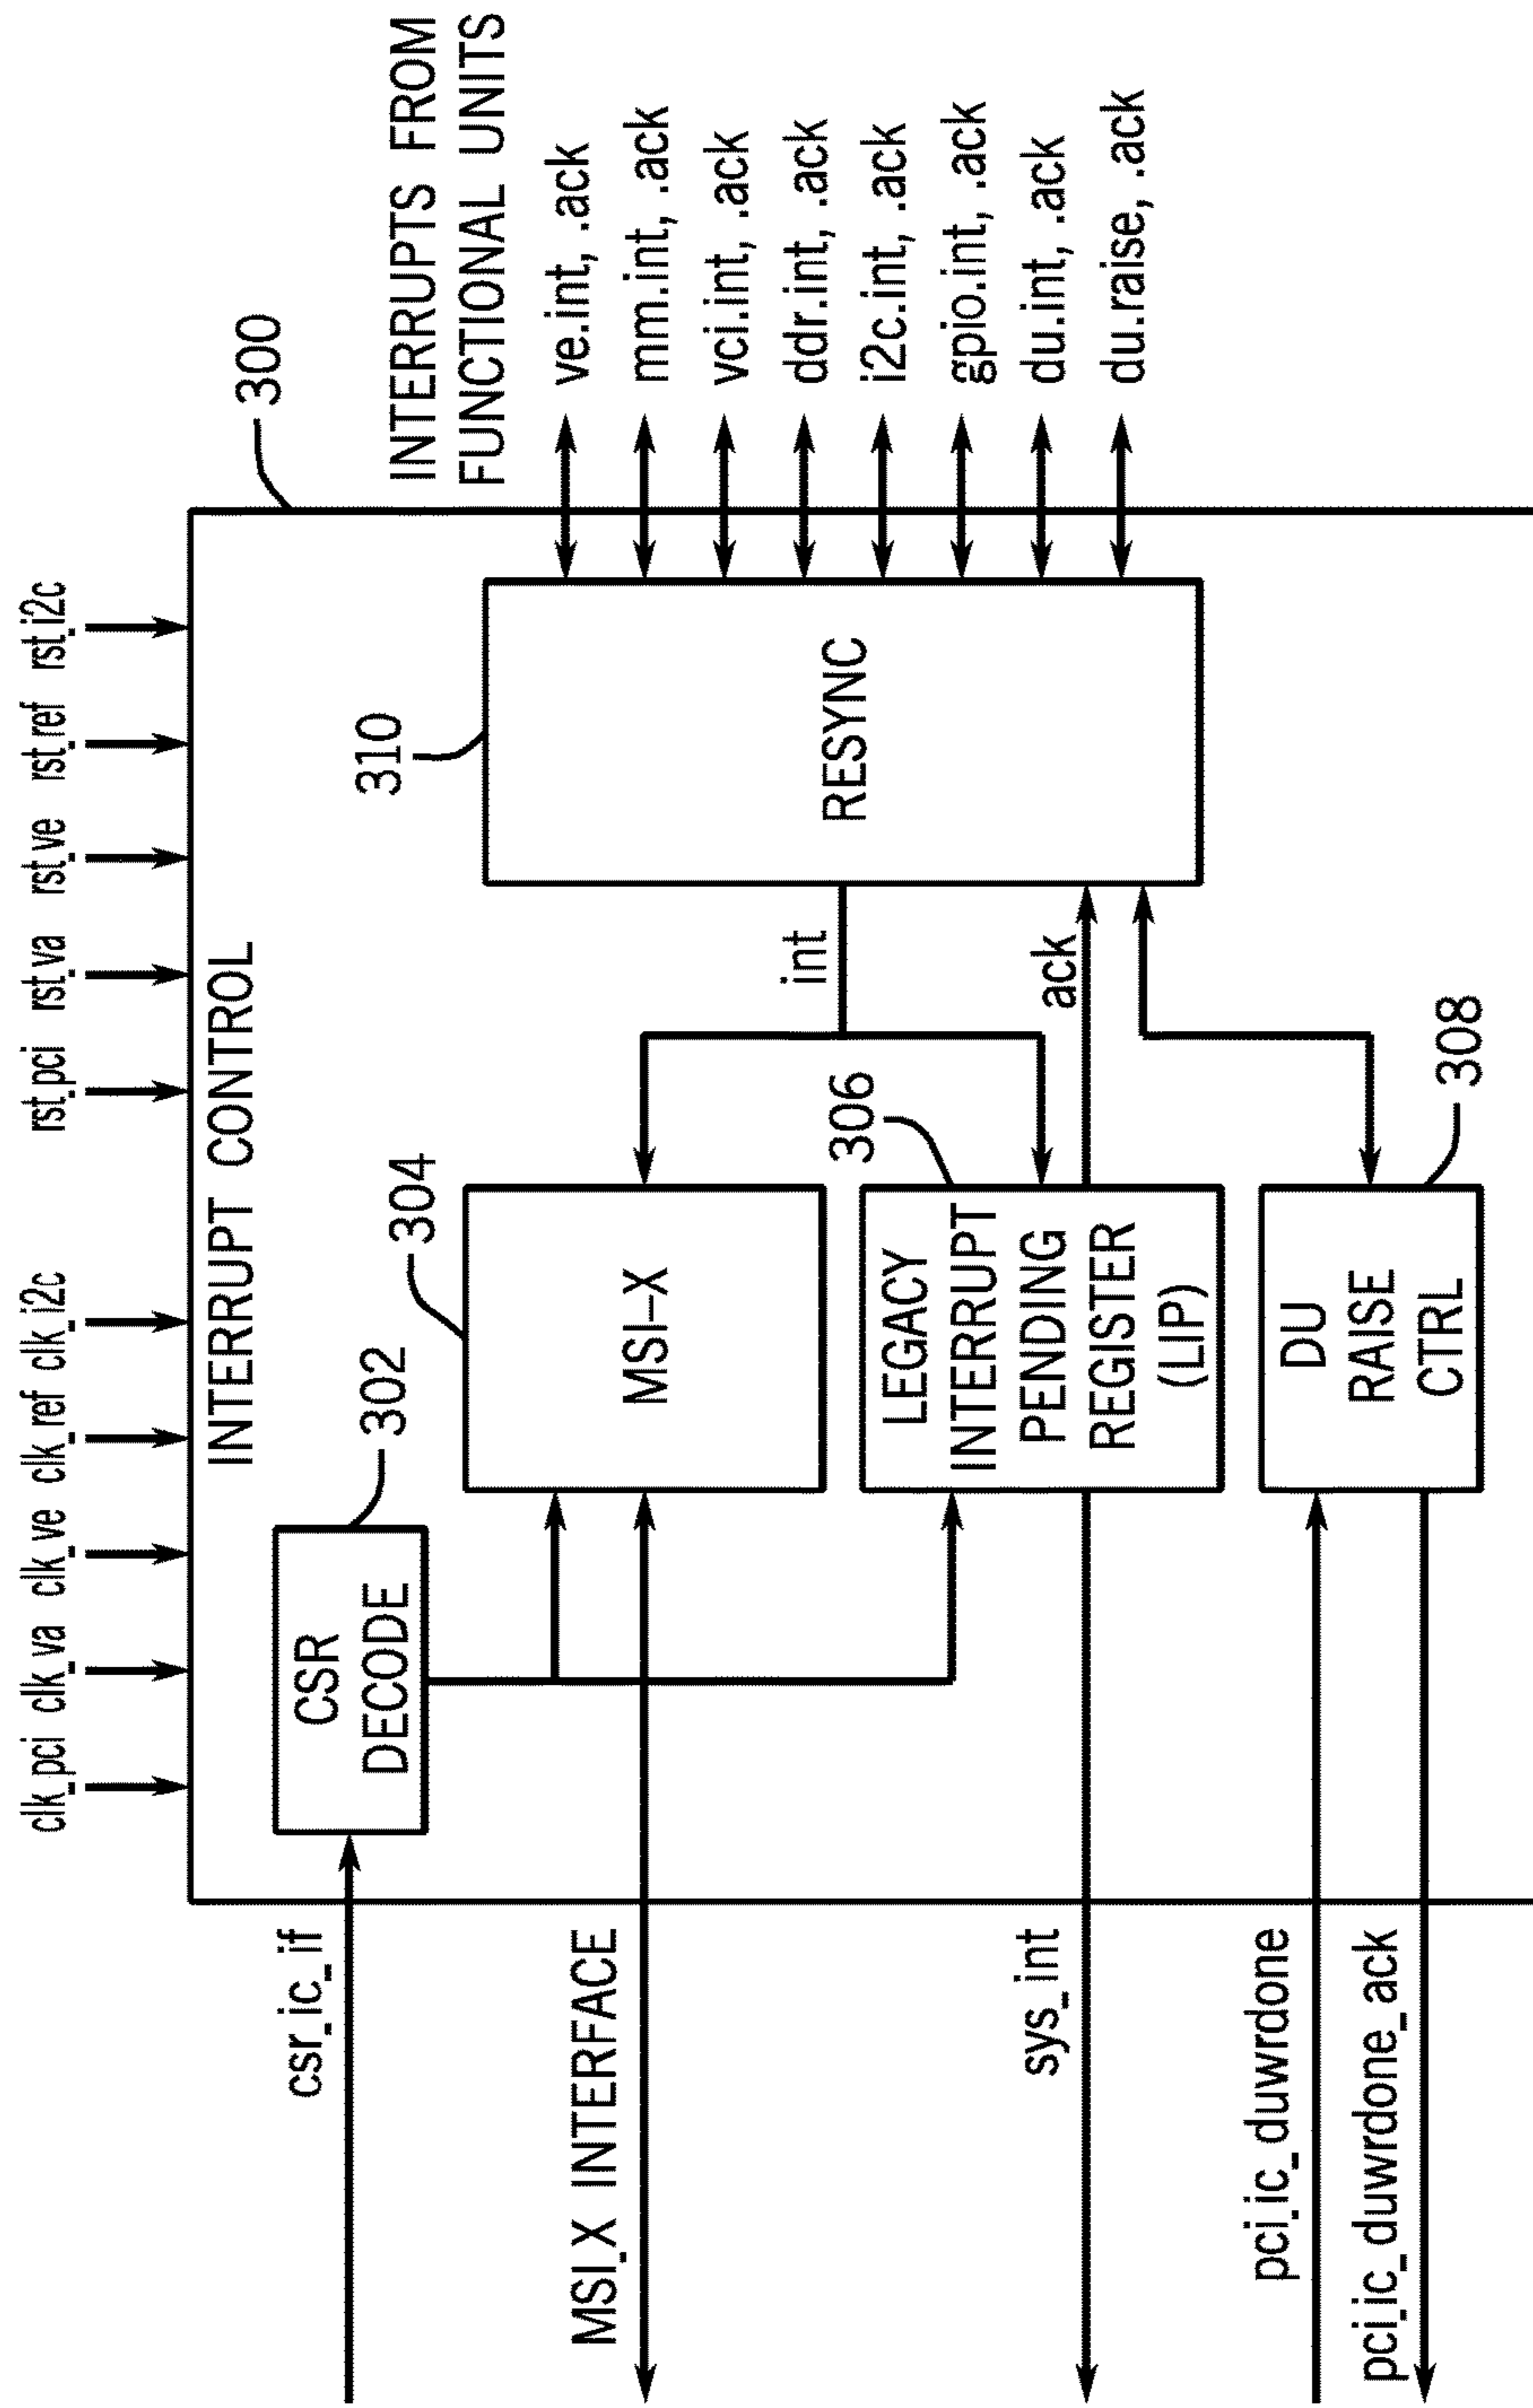 clk_pci clk_va clk_ve clk_ref clk_i2c rst_pci rst_va rst_ve rst_ref rst_i2c
INTERRUPT CONTROL
300
csr_ic_if
CSR
DECODE
302
MSI_X INTERFACE
304
MSI–X
sys_int
306
LEGACY
INTERRUPT
PENDING
REGISTER
(LIP)
pci_ic_duwrdone
pci_ic_duwrdone_ack
308
DU
RAISE
CTRL
int
ack
310
RESYNC
INTERRUPTS FROM
FUNCTIONAL UNITS
ve.int, .ack
mm.int, .ack
vci.int, .ack
ddr.int, .ack
i2c.int, .ack
gpio.int, .ack
du.int, .ack
du.raise, .ack